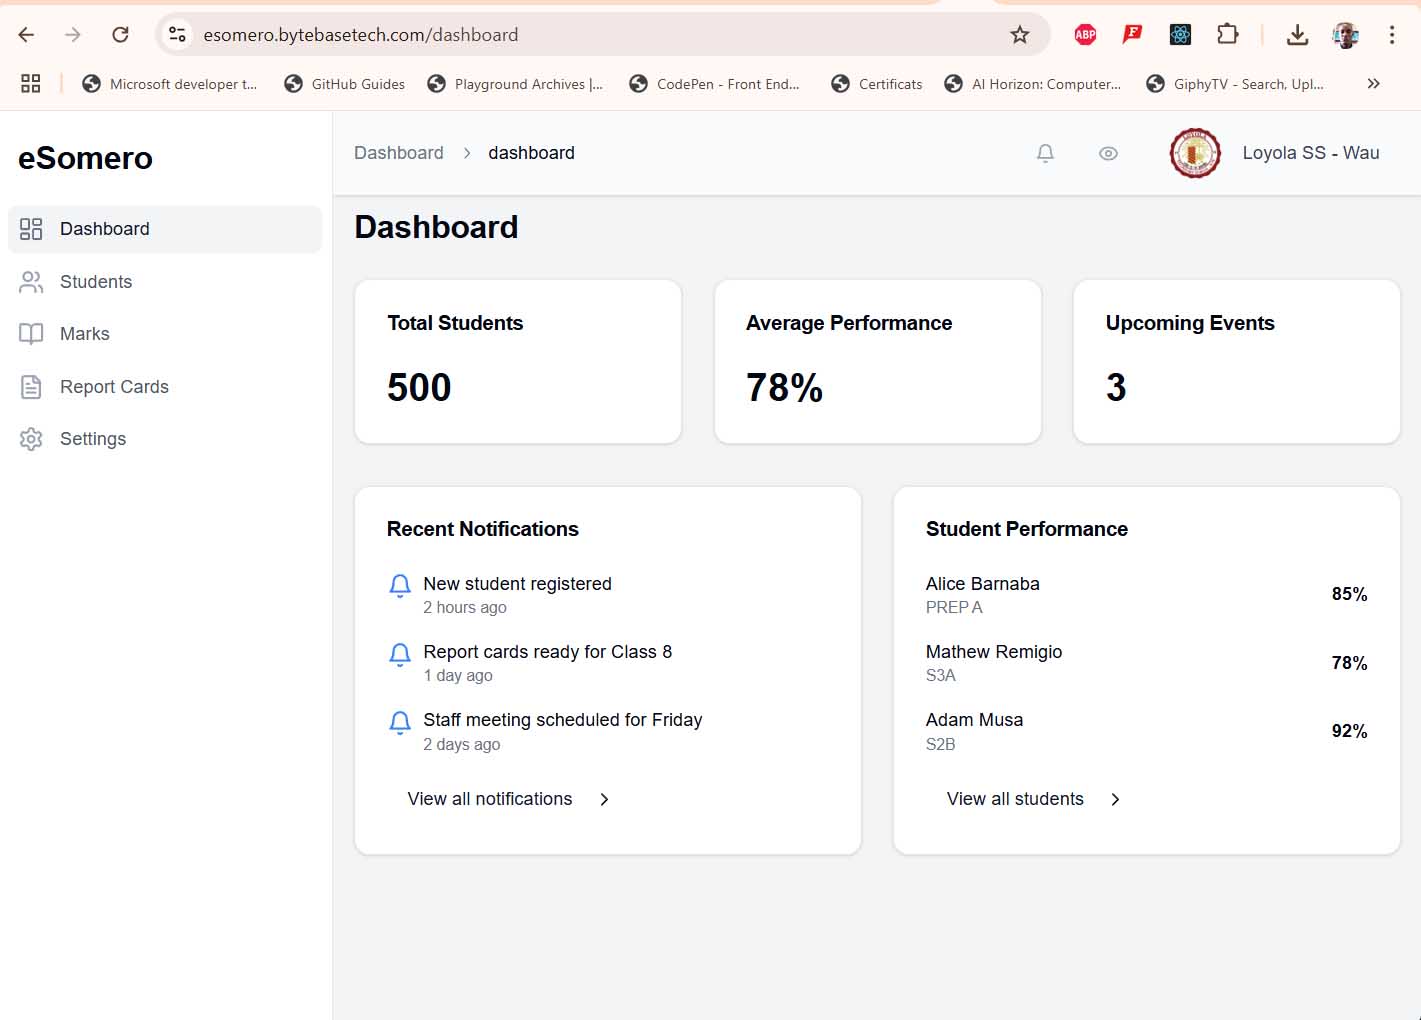 esomero.bytebasetech.com/dashboard
ABP
F
Microsoft developer t...
GitHub Guides
Playground Archives |...
CodePen - Front End...
Certificats
AI Horizon: Computer...
GiphyTV - Search, Upl...
eSomero
Dashboard
Students
Marks
Report Cards
Settings
Dashboard > dashboard
Loyola SS - Wau
Dashboard
Total Students
500
Average Performance
78%
Upcoming Events
3
Recent Notifications
New student registered
2 hours ago
Report cards ready for Class 8
1 day ago
Staff meeting scheduled for Friday
2 days ago
View all notifications
Student Performance
Alice Barnaba
PREP A
85%
Mathew Remigio
S3A
78%
Adam Musa
S2B
92%
View all students